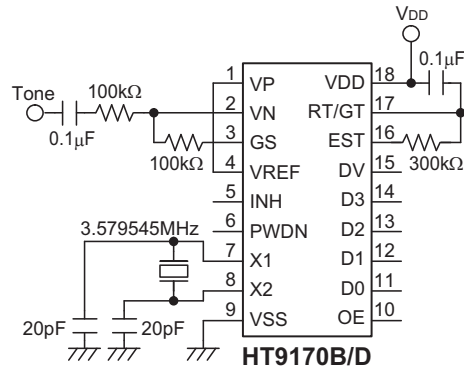 VDD
Tone
100kΩ
0.1μF
100kΩ
0.1μF
300kΩ
1 VP VDD 18
2 VN RT/GT 17
3 GS EST 16
4 VREF DV 15
5 INH D3 14
6 PWDN D2 13
7 X1 D1 12
8 X2 D0 11
9 VSS OE 10
3.579545MHz
20pF
20pF
HT9170B/D